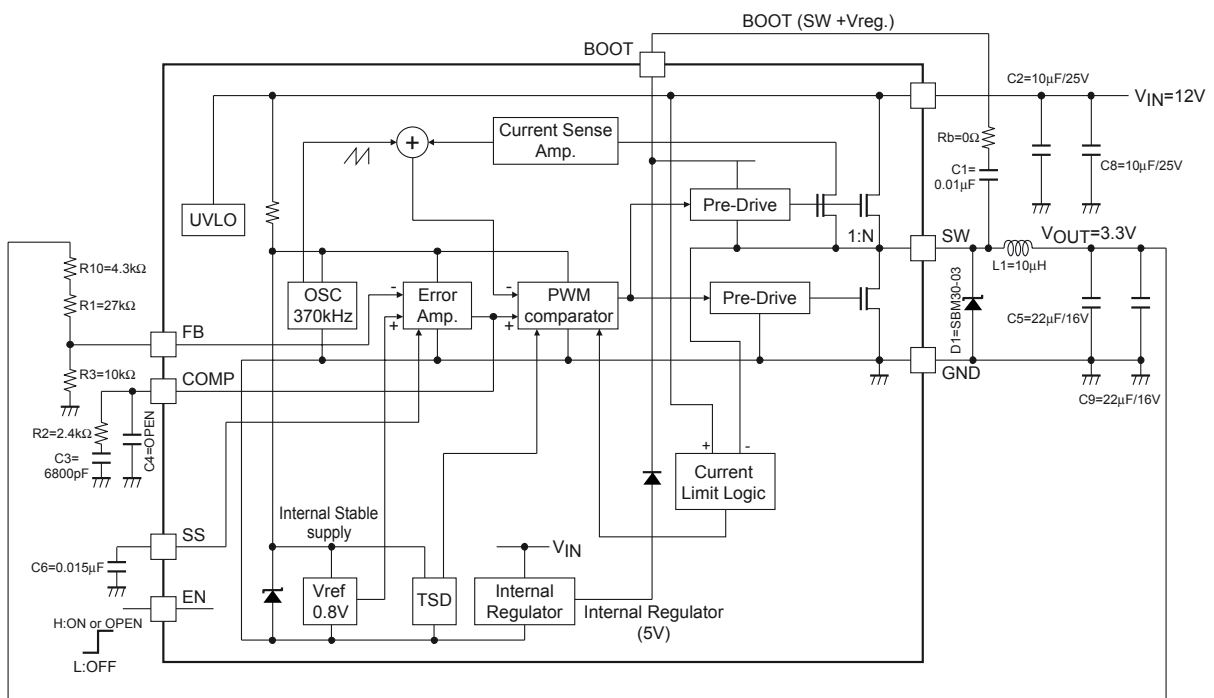 BOOT (SW +Vreg.)
BOOT
C2=10μF/25V
VIN=12V
Current Sense
Amp.
+
Rb=0Ω
C1=
0.01μF
C8=10μF/25V
UVLO
Pre-Drive
1:N
SW
VOUT=3.3V
L1=10μH
R10=4.3kΩ
R1=27kΩ
OSC
370kHz
-
Error
Amp.
+
-
PWM
comparator
+
Pre-Drive
D1=SBM30-03
C5=22μF/16V
FB
R3=10kΩ
COMP
GND
C9=22μF/16V
R2=2.4kΩ
C4=OPEN
C3=
6800pF
+
-
Current
Limit Logic
SS
Internal Stable
supply
VIN
C6=0.015μF
EN
Vref
0.8V
TSD
Internal
Regulator
Internal Regulator
(5V)
H:ON or OPEN
L:OFF